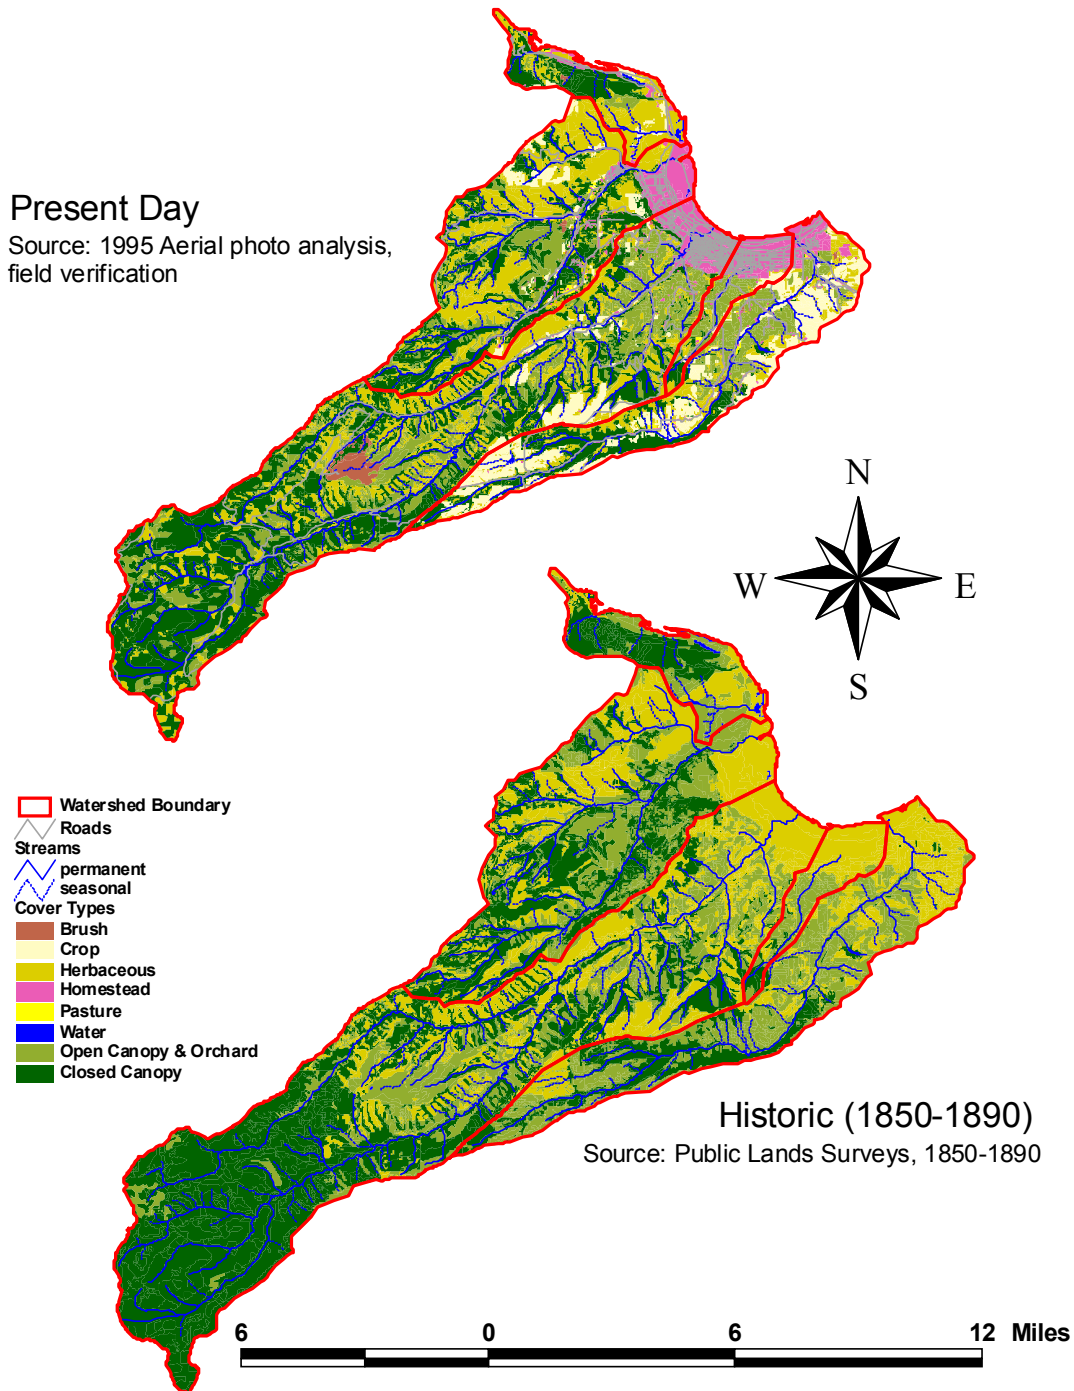 Present Day
Source: 1995 Aerial photo analysis,
field verification
N
W
E
S
Watershed Boundary
Roads
Streams
permanent
seasonal
Cover Types
Brush
Crop
Herbaceous
Homestead
Pasture
Water
Open Canopy & Orchard
Closed Canopy
Historic (1850-1890)
Source: Public Lands Surveys, 1850-1890
6 0 6 12 Miles